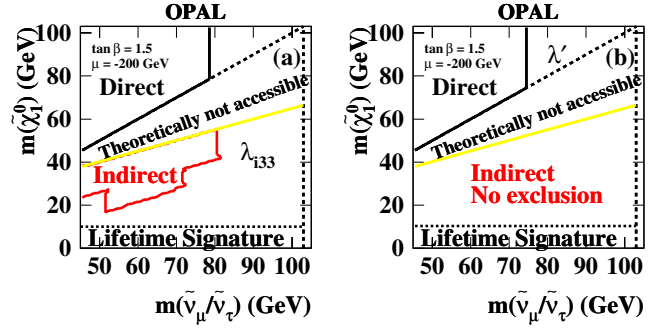 OPAL
m(χ̃⁰₁) (GeV)
100
80
60
40
20
0
tan β = 1.5
μ = -200 GeV
(a)
Direct
Theoretically not accessible
λi33
Indirect
Lifetime Signature
50 60 70 80 90 100
m(ν̃μ/ν̃τ) (GeV)
OPAL
m(χ̃⁰₁) (GeV)
100
80
60
40
20
0
tan β = 1.5
μ = -200 GeV
λ′
(b)
Direct
Theoretically not accessible
Indirect
No exclusion
Lifetime Signature
50 60 70 80 90 100
m(ν̃μ/ν̃τ) (GeV)